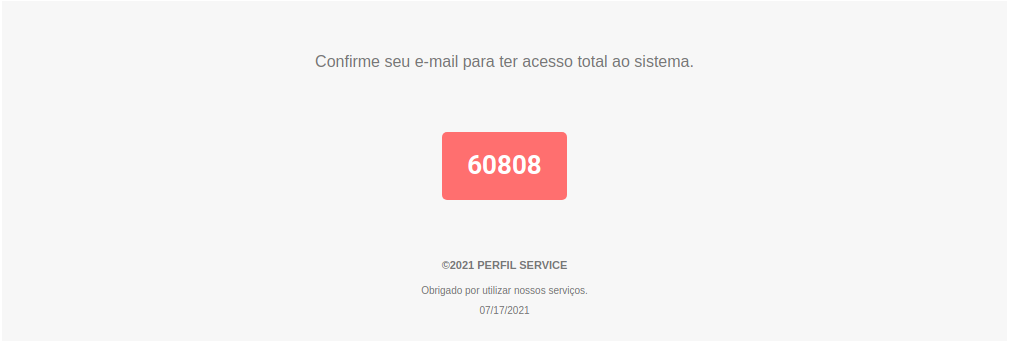 Confirme seu e-mail para ter acesso total ao sistema.
60808
©2021 PERFIL SERVICE
Obrigado por utilizar nossos serviços.
07/17/2021